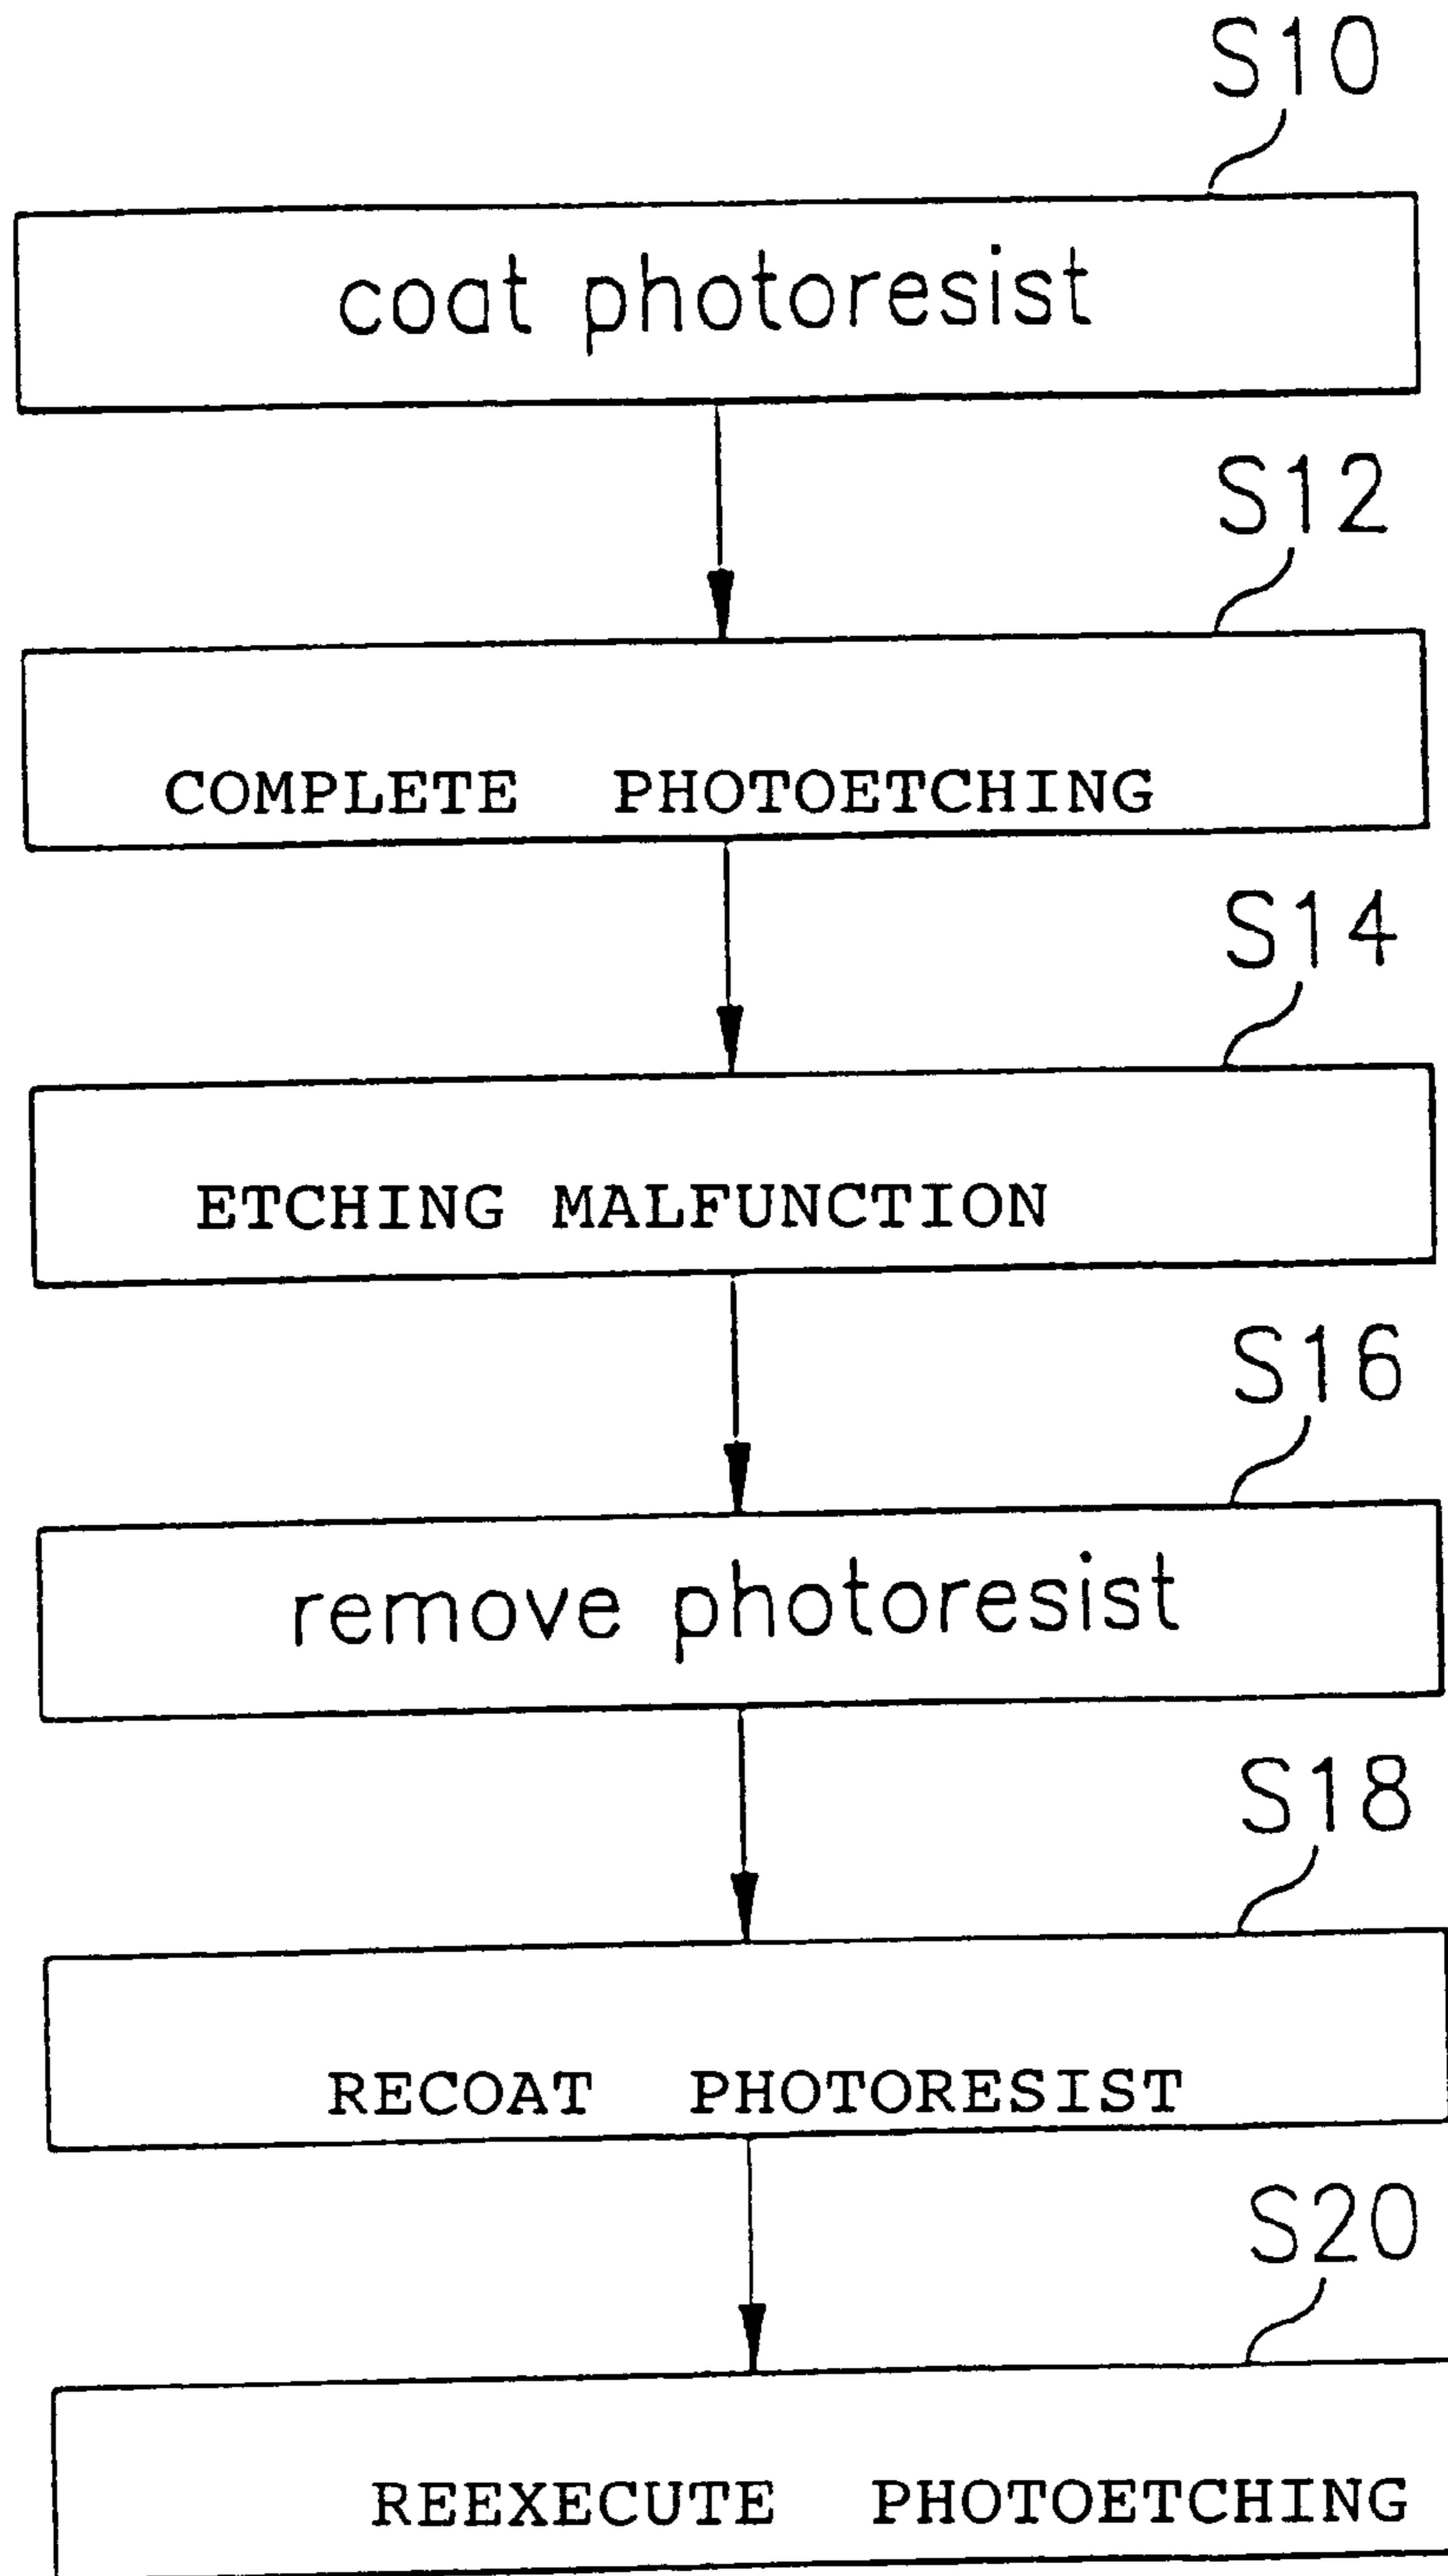 S10
coat photoresist
S12
COMPLETE PHOTOETCHING
S14
ETCHING MALFUNCTION
S16
remove photoresist
S18
RECOAT PHOTORESIST
S20
REEXECUTE PHOTOETCHING